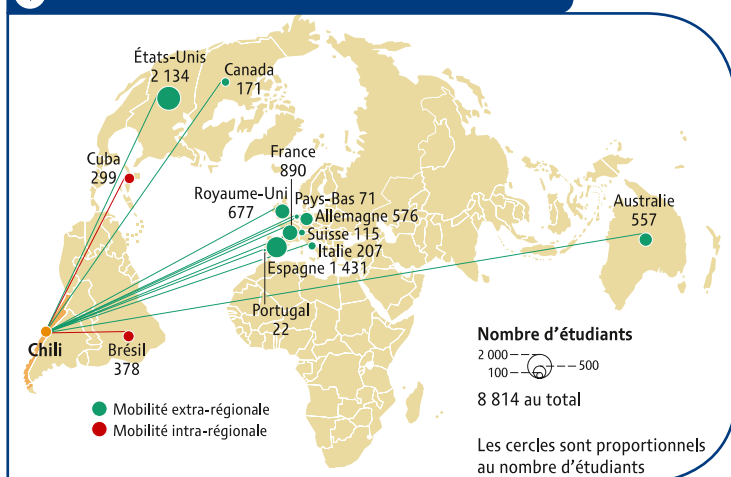 États-Unis
2 134
Canada
171
Cuba
299
France
890
Royaume-Uni
677
Pays-Bas 71
Allemagne 576
Suisse 115
Italie 207
Espagne 1 431
Portugal
22
Australie
557
Chili
Brésil
378
Mobilité extra-régionale
Mobilité intra-régionale
Nombre d'étudiants
2 000
500
100
8 814 au total
Les cercles sont proportionnels
au nombre d'étudiants